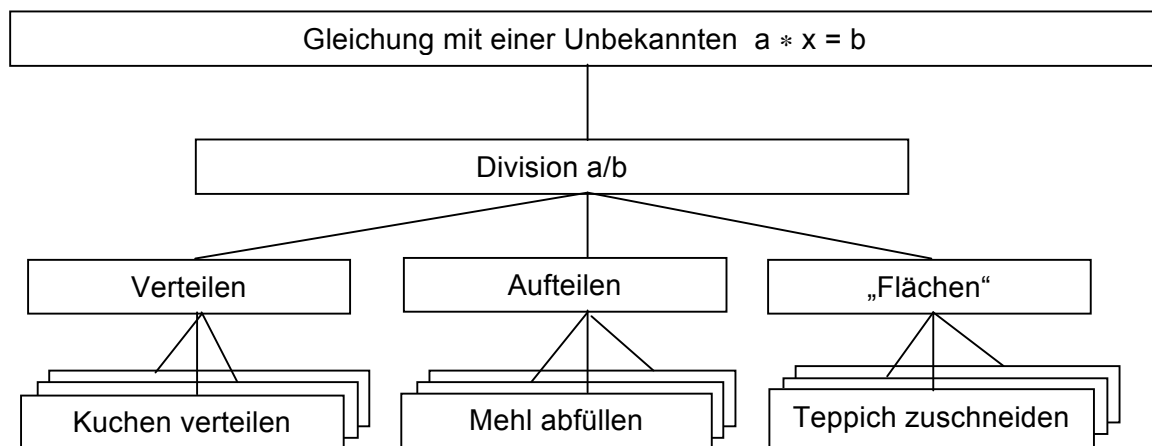 Gleichung mit einer Unbekannten a ∗ x = b
Division a/b
Verteilen
Aufteilen
„Flächen“
Kuchen verteilen
Mehl abfüllen
Teppich zuschneiden